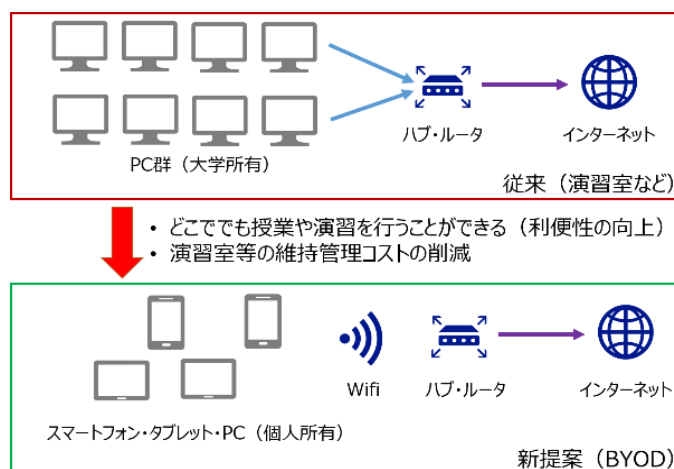 PC群（大学所有）
ハブ・ルータ
インターネット
従来（演習室など）
• どこででも授業や演習を行うことができる（利便性の向上）
• 演習室等の維持管理コストの削減
Wifi
ハブ・ルータ
インターネット
スマートフォン・タブレット・PC（個人所有）
新提案（BYOD）